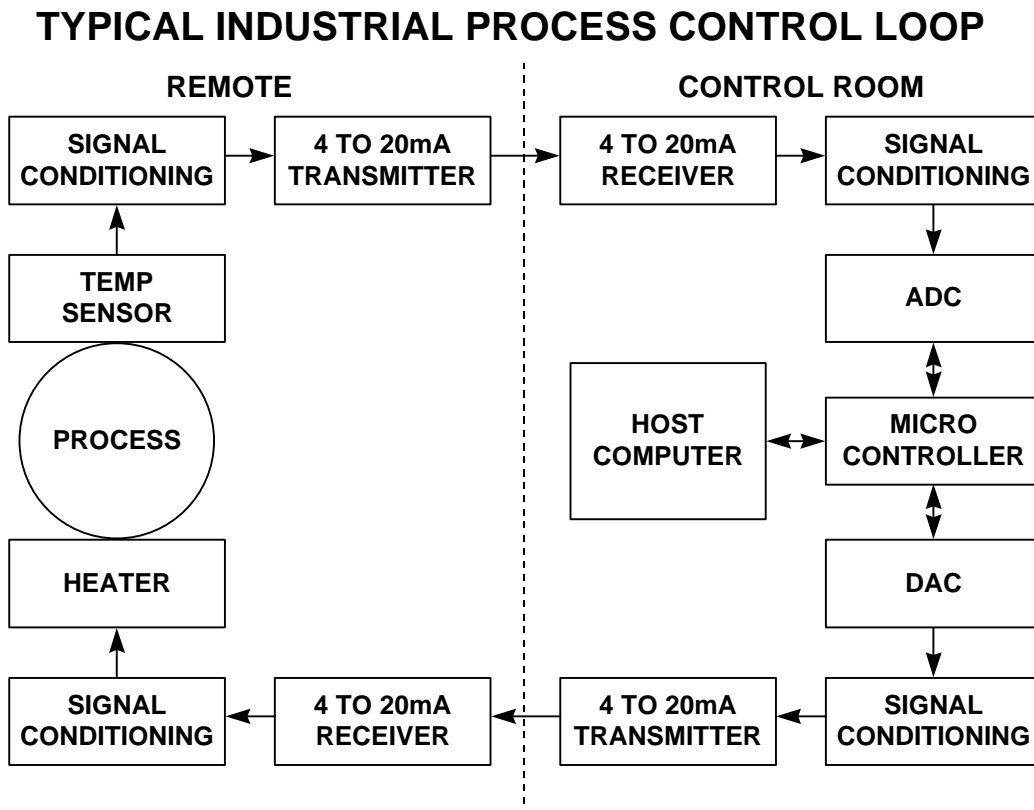 TYPICAL INDUSTRIAL PROCESS CONTROL LOOP
REMOTE
CONTROL ROOM
SIGNAL
CONDITIONING
4 TO 20mA
TRANSMITTER
4 TO 20mA
RECEIVER
SIGNAL
CONDITIONING
TEMP
SENSOR
ADC
PROCESS
HOST
COMPUTER
MICRO
CONTROLLER
HEATER
DAC
SIGNAL
CONDITIONING
4 TO 20mA
RECEIVER
4 TO 20mA
TRANSMITTER
SIGNAL
CONDITIONING